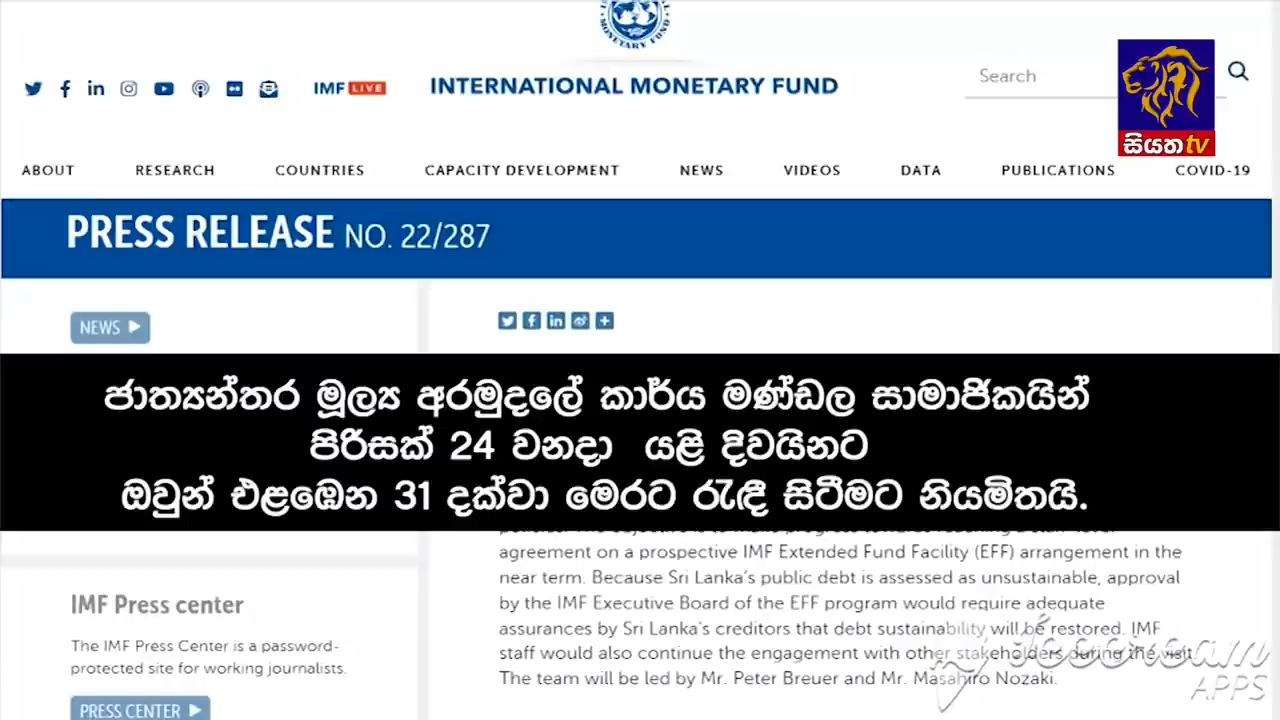 MONETARY FUND
IMF LIVE
INTERNATIONAL MONETARY FUND
Search
සියත tv
ABOUT RESEARCH COUNTRIES CAPACITY DEVELOPMENT NEWS VIDEOS DATA PUBLICATIONS COVID-19
PRESS RELEASE NO. 22/287
NEWS
ජාත්‍යන්තර මූල්‍ය අරමුදලේ කාර්ය මණ්ඩල සාමාජිකයින්
පිරිසක් 24 වනදා යළි දිවයිනට
ඔවුන් එළඹෙන 31 දක්වා මෙරට රැඳී සිටීමට නියමිතයි.
agreement on a prospective IMF Extended Fund Facility (EFF) arrangement in the
near term. Because Sri Lanka's public debt is assessed as unsustainable, approval
by the IMF Executive Board of the EFF program would require adequate
assurances by Sri Lanka's creditors that debt sustainability will be restored. IMF
staff would also continue the engagement with other stakeholders during the visit.
The team will be led by Mr. Peter Breuer and Mr. Masahiro Nozaki.
IMF Press center
The IMF Press Center is a password-
protected site for working journalists.
PRESS CENTER
APPS